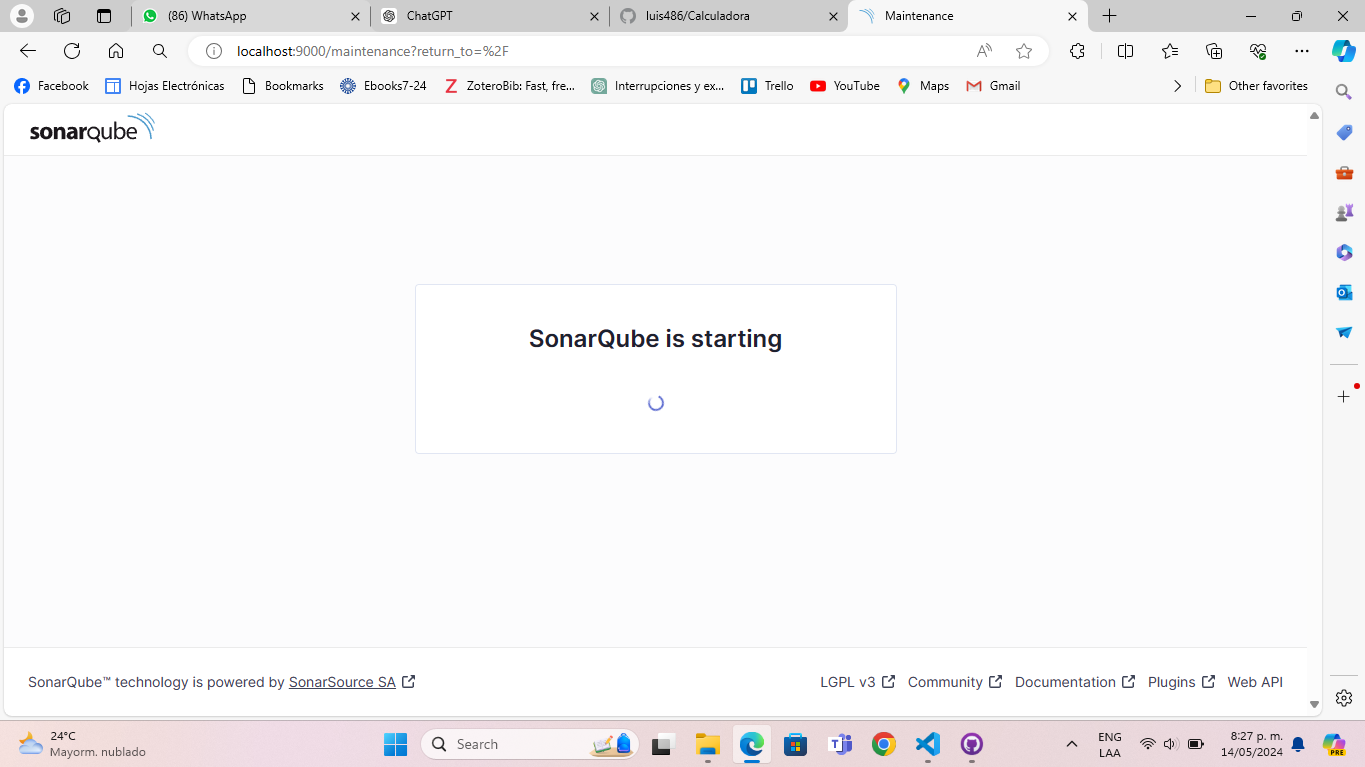 (86) WhatsApp
ChatGPT
luis486/Calculadora
Maintenance
localhost:9000/maintenance?return_to=%2F
Facebook
Hojas Electrónicas
Bookmarks
Ebooks7-24
ZoteroBib: Fast, fre...
Interrupciones y ex...
Trello
YouTube
Maps
Gmail
Other favorites
sonarqube
SonarQube is starting
SonarQube™ technology is powered by SonarSource SA
LGPL v3
Community
Documentation
Plugins
Web API
24°C
Mayorm. nublado
Search
ENG
LAA
8:27 p. m.
14/05/2024
PRE